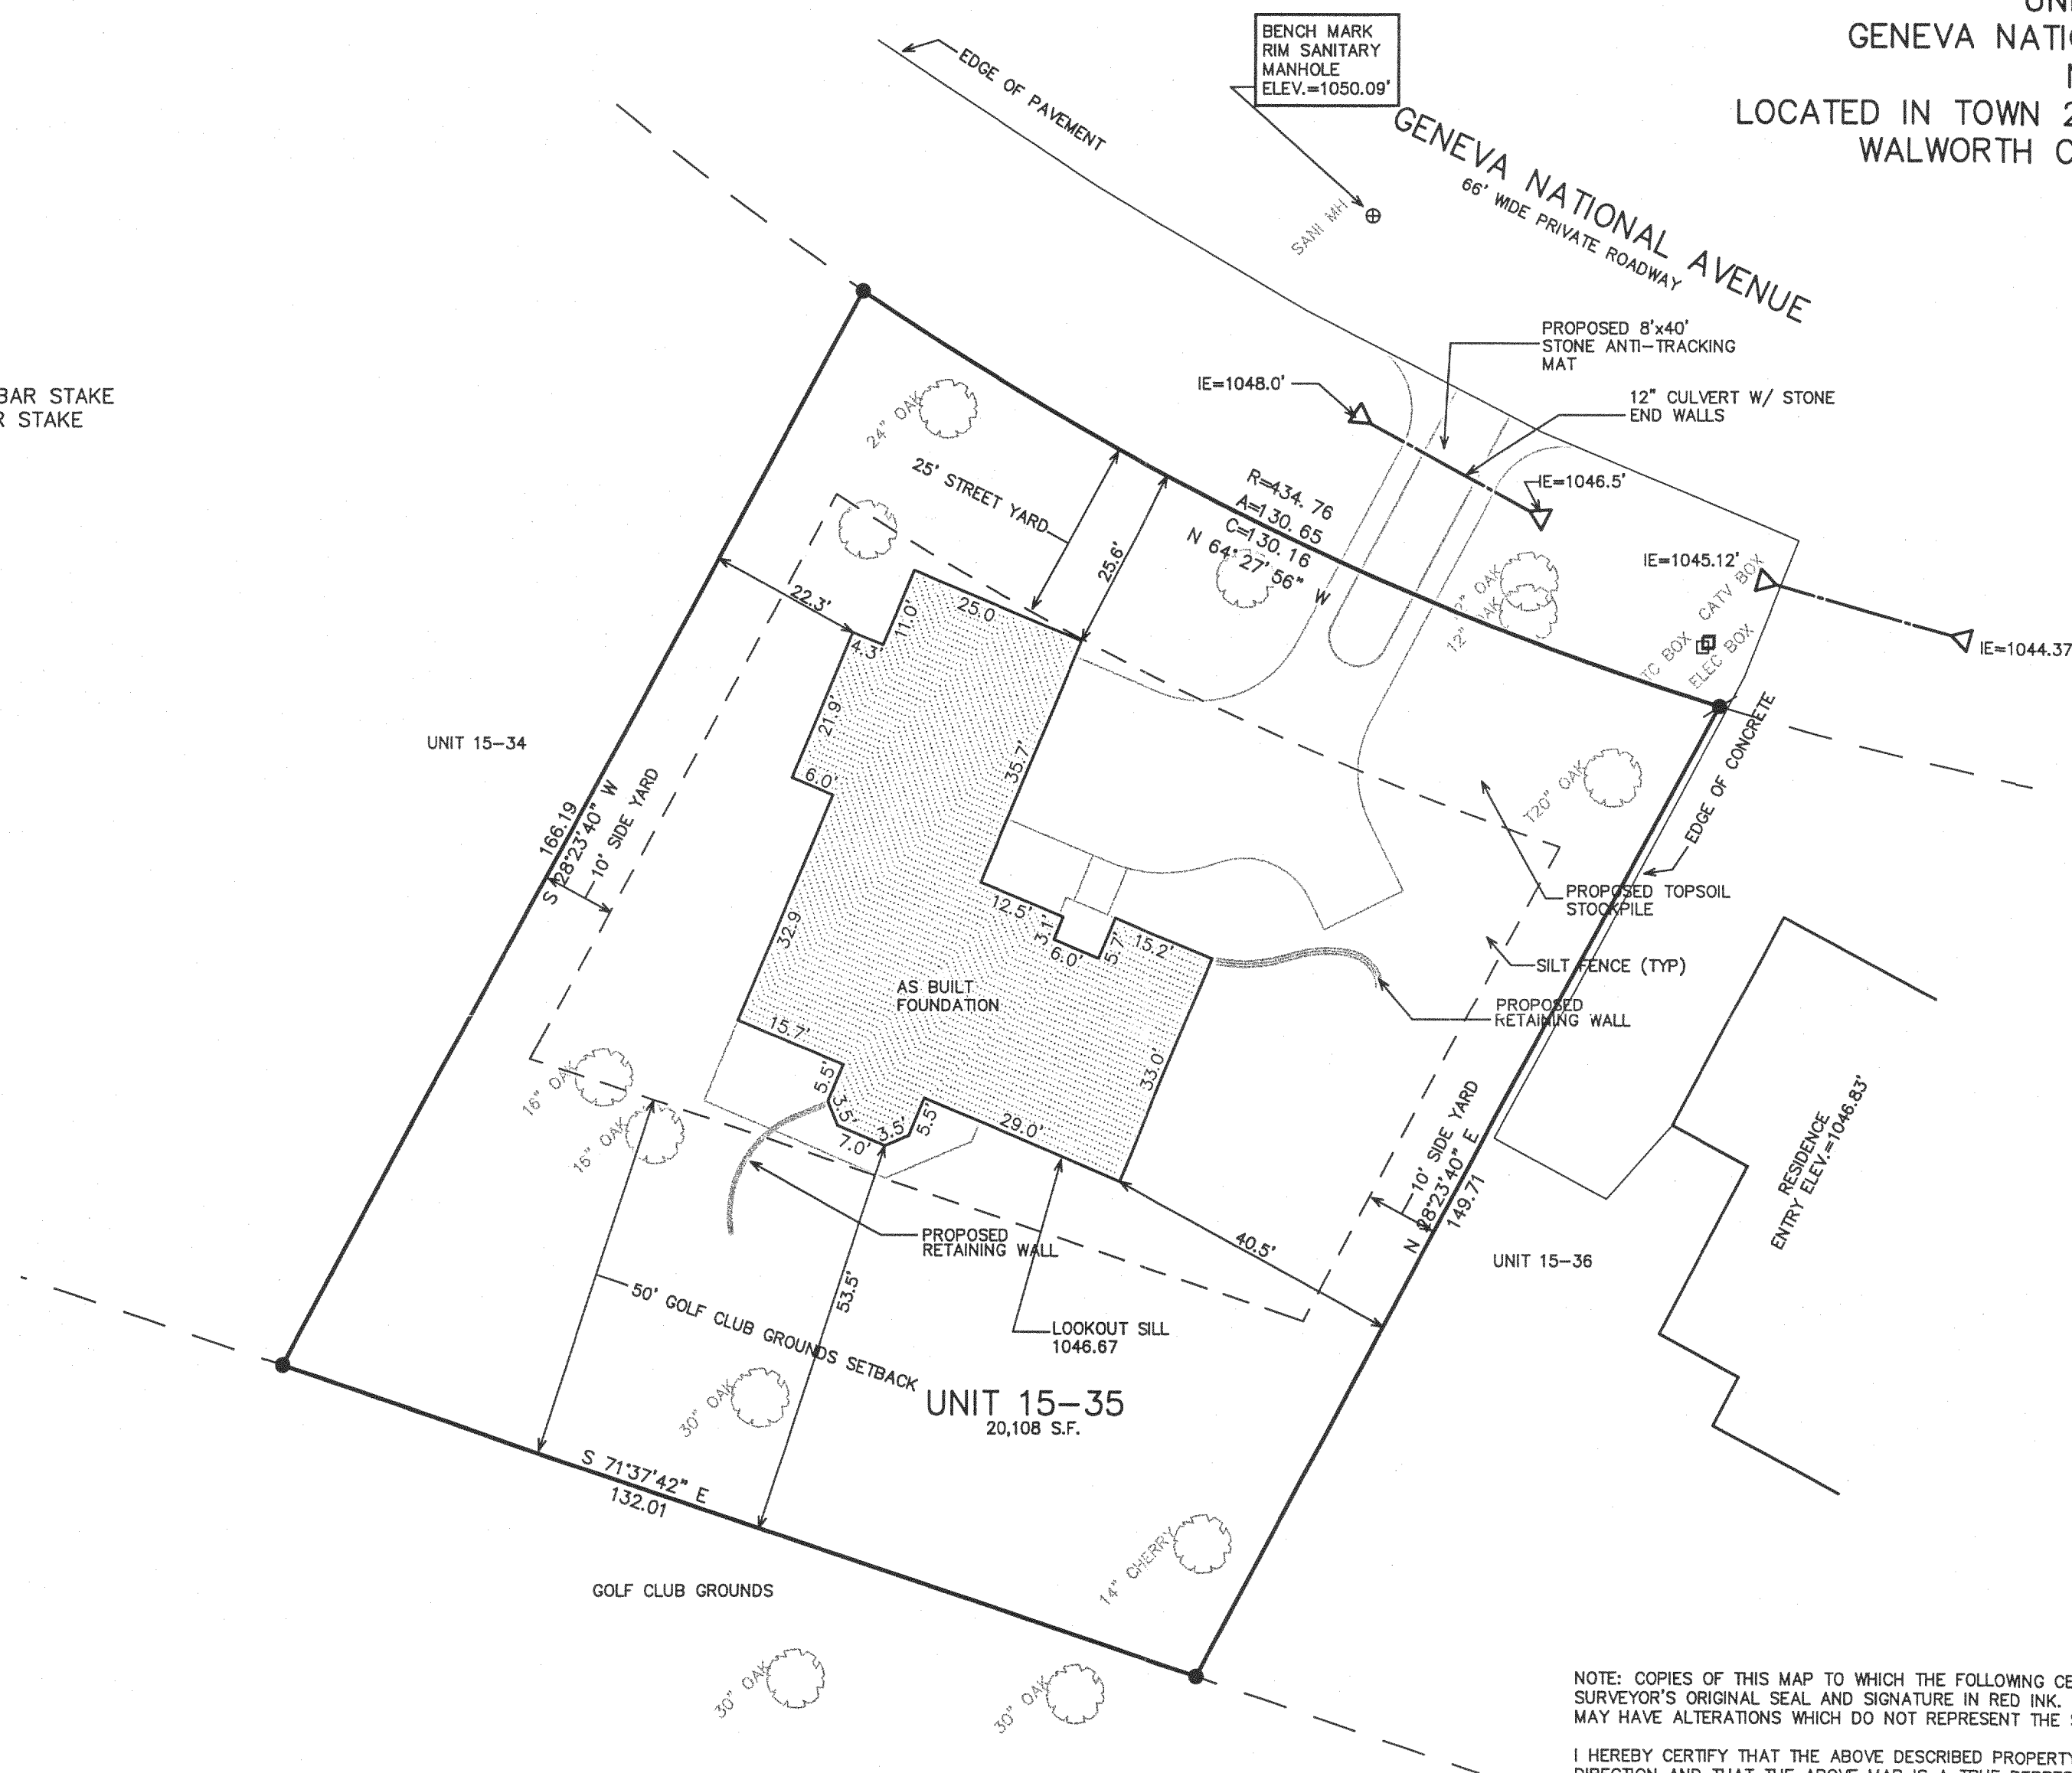 GENEVA
LOCATED IN TOWN
WALWORTH
BENCH MARK
RIM SANITARY
MANHOLE
ELEV.=1050.09'
EDGE OF PAVEMENT
GENEVA NATIONAL AVENUE
66' WIDE PRIVATE ROADWAY
SANI MH
PROPOSED 8'x40'
STONE ANTI-TRACKING
MAT
IE=1048.0'
12" CULVERT W/ STONE
END WALLS
BAR STAKE
STAKE
24" OAK
25' STREET YARD
25.6'
R=434.76
A=130.65
C=130.16
N 64°27'56" W
IE=1046.5'
IE=1045.12'
CATV BOX
TC BOX
ELEC BOX
IE=1044.37
12" OAK
22.3'
4.3'
11.0'
25.0
21.9'
6.0'
35.7'
UNIT 15-34
166.19
S 28°23'40" W
10' SIDE YARD
T20" OAK
EDGE OF CONCRETE
PROPOSED TOPSOIL
STOCKPILE
32.9
12.5'
3.1'
6.0'
5.7'
15.2'
SILT FENCE (TYP)
PROPOSED
RETAINING WALL
AS BUILT
FOUNDATION
15.7'
5.5'
3.5'
7.0'
3.5'
5.5'
29.0'
33.0'
16" OAK
16" OAK
10' SIDE YARD
N 28°23'40" E
149.71
RESIDENCE
ENTRY ELEV.=1046.83'
PROPOSED
RETAINING WALL
40.5'
UNIT 15-36
53.5'
50' GOLF CLUB GROUNDS SETBACK
LOOKOUT SILL
1046.67
30" OAK
UNIT 15-35
20,108 S.F.
S 71°37'42" E
132.01
14" CHERRY
GOLF CLUB GROUNDS
30" OAK
30" OAK
NOTE: COPIES OF THIS MAP TO WHICH THE FOLLOWING
SURVEYOR'S ORIGINAL SEAL AND SIGNATURE IN RED INK.
MAY HAVE ALTERATIONS WHICH DO NOT REPRESENT THE
I HEREBY CERTIFY THAT THE ABOVE DESCRIBED PROPERTY